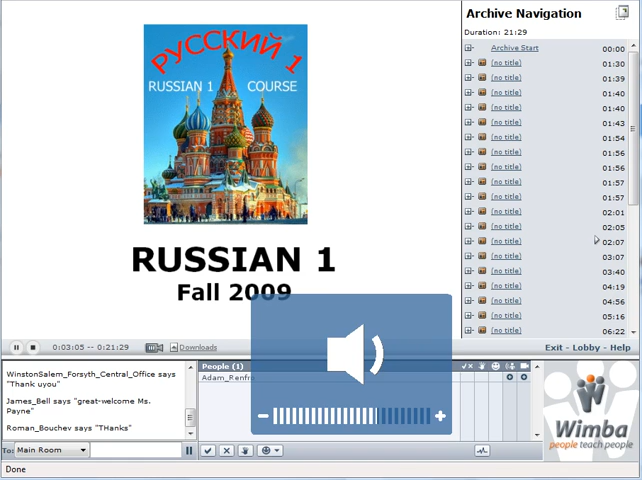 РУССКИЙ 1
RUSSIAN 1 COURSE
RUSSIAN 1
Fall 2009
Archive Navigation
Duration: 21:29
Archive Start 00:00
(no title) 01:30
(no title) 01:39
(no title) 01:40
(no title) 01:40
(no title) 01:43
(no title) 01:54
(no title) 01:56
(no title) 01:56
(no title) 01:57
(no title) 01:57
(no title) 02:01
(no title) 02:05
(no title) 02:07
(no title) 03:07
(no title) 03:40
(no title) 04:19
(no title) 04:56
(no title) 05:16
(no title) 06:22
0:03:05 -- 0:21:29 Downloads
Exit - Lobby - Help
WinstonSalem_Forsyth_Central_Office says
"Thank uyou"
James_Bell says "great-welcome Ms.
Payne"
Roman_Bouchev says "THanks"
To: Main Room
People (1)
Adam_Renfro
Wimba
people teach people
Done